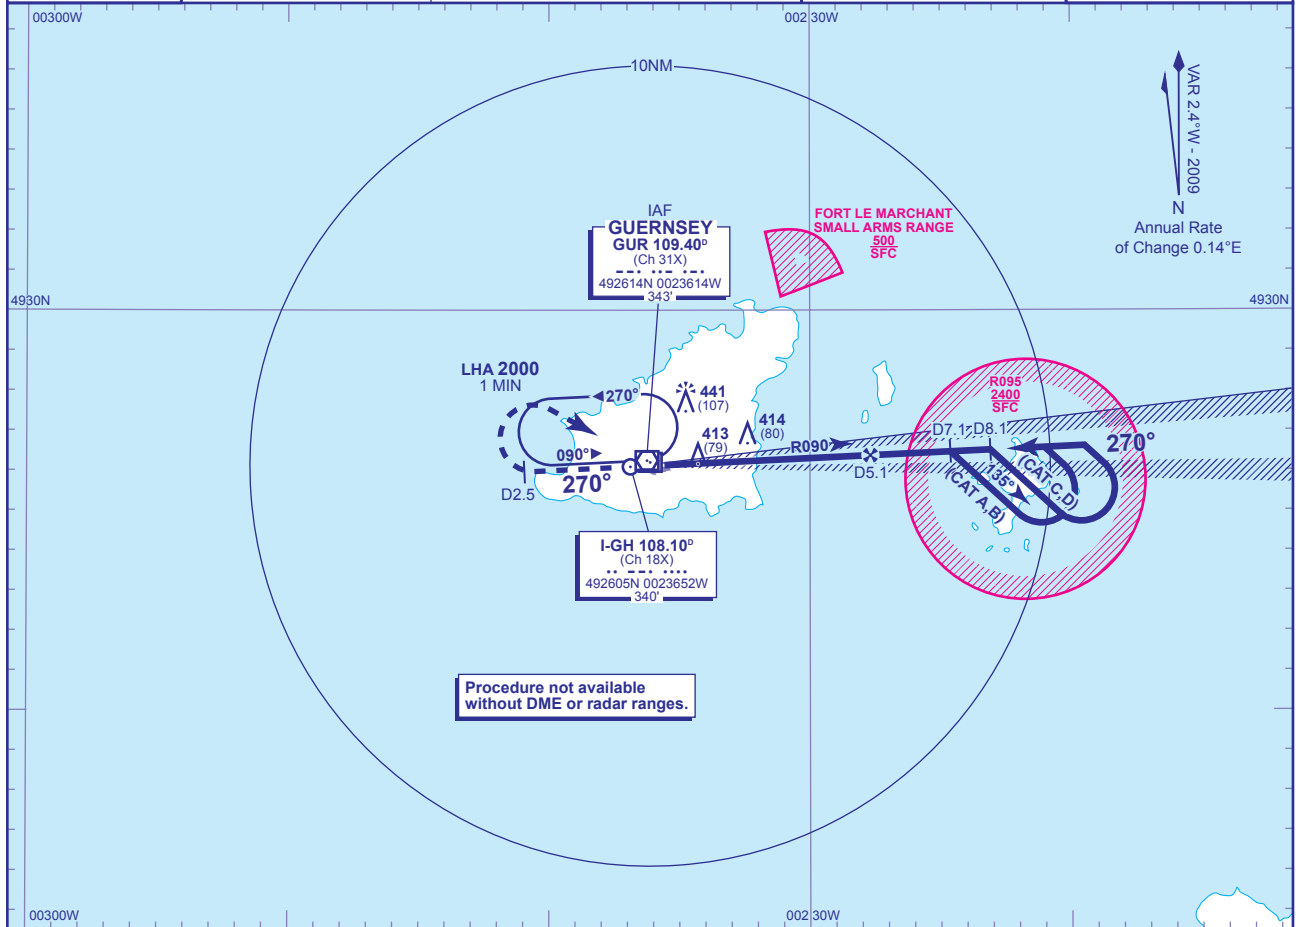 00300W
002 30W
10NM
VAR 2.4°W - 2009
N
Annual Rate
of Change 0.14°E
IAF
GUERNSEY
GUR 109.40ᴰ
(Ch 31X)
492614N 0023614W
343'
FORT LE MARCHANT
SMALL ARMS RANGE
500
SFC
4930N
4930N
LHA 2000
1 MIN
270°
441
(107)
414
(80)
413
(79)
R095
2400
SFC
090°
270°
D2.5
R090
D5.1
D7.1
D8.1
270°
135°
(CAT A,B)
(CAT C,D)
I-GH 108.10ᴰ
(Ch 18X)
492605N 0023652W
340'
Procedure not available
without DME or radar ranges.
00300W
002 30W